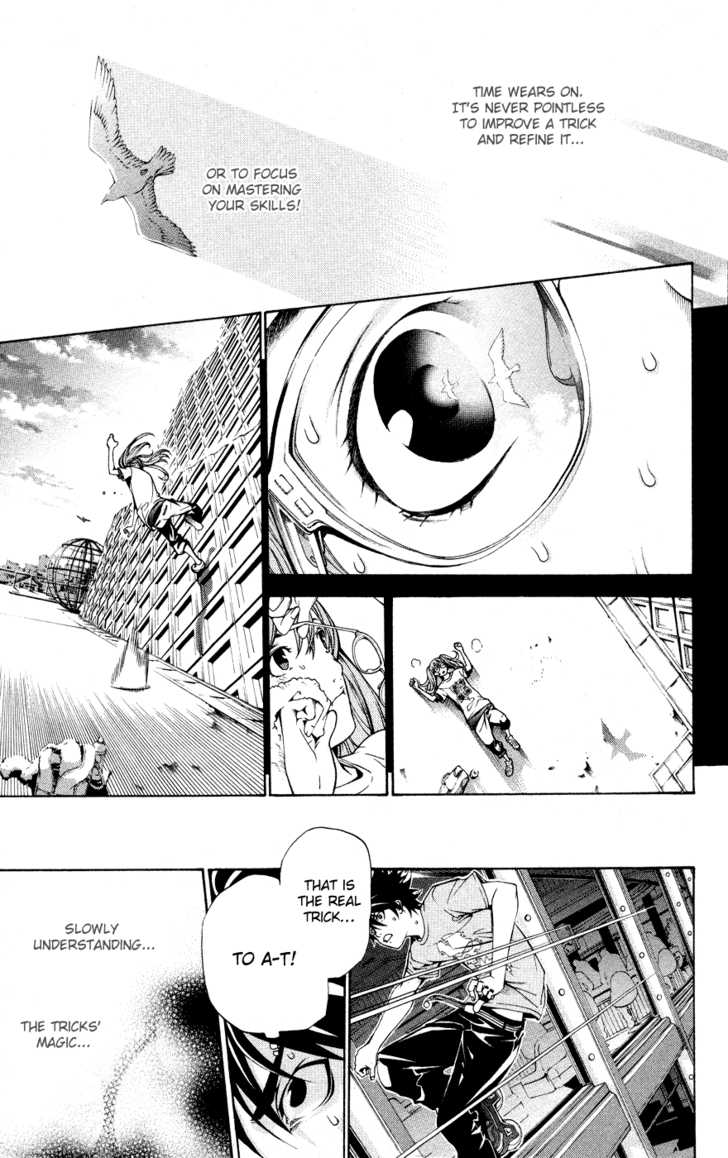 TIME WEARS ON.
IT'S NEVER POINTLESS
TO IMPROVE A TRICK
AND REFINE IT...
OR TO FOCUS
ON MASTERING
YOUR SKILLS!
THAT IS
THE REAL
TRICK...
TO A-T!
SLOWLY
UNDERSTANDING...
THE TRICKS'
MAGIC...